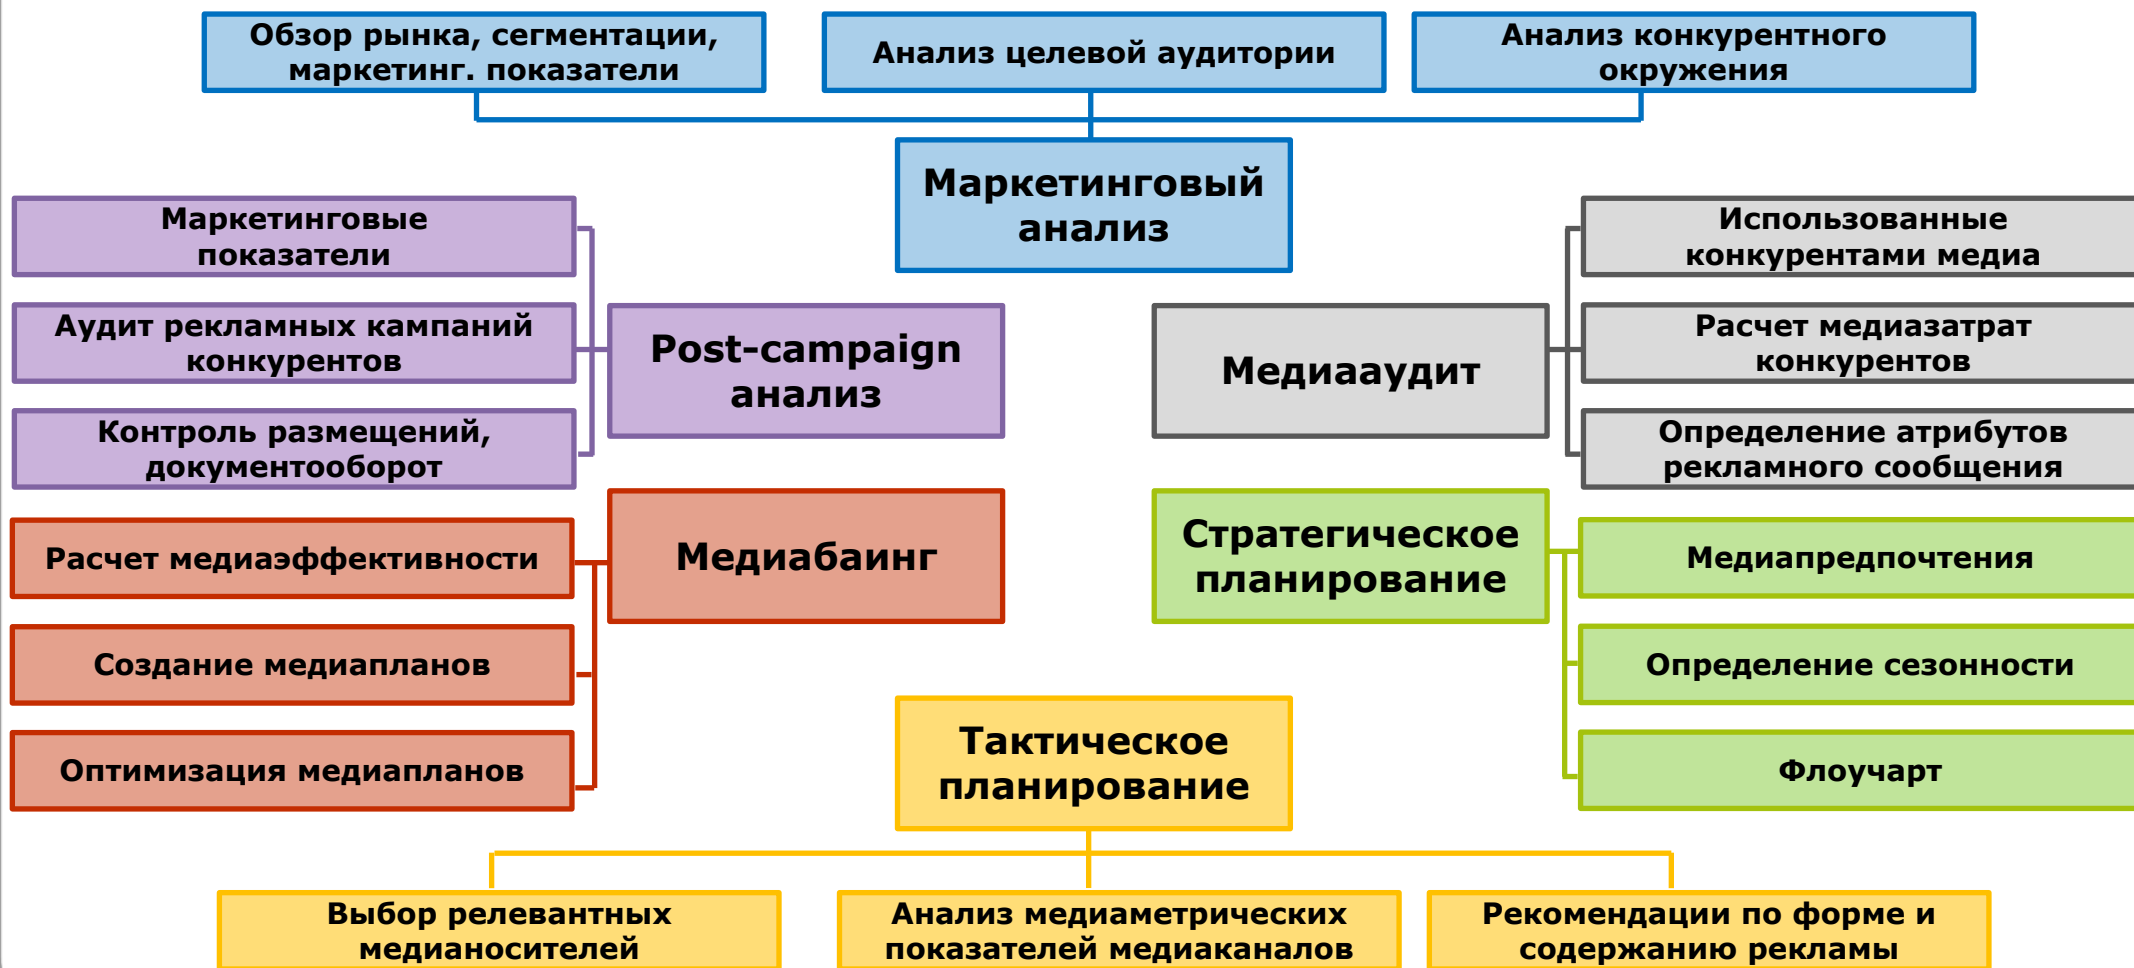 Обзор рынка, сегментации,
маркетинг. показатели
Анализ целевой аудитории
Анализ конкурентного
окружения
Маркетинговый
анализ
Маркетинговые
показатели
Аудит рекламных кампаний
конкурентов
Контроль размещений,
документооборот
Post-campaign
анализ
Медиааудит
Использованные
конкурентами медиа
Расчет медиазатрат
конкурентов
Определение атрибутов
рекламного сообщения
Расчет медиаэффективности
Создание медиапланов
Оптимизация медиапланов
Медиабаинг
Стратегическое
планирование
Медиапредпочтения
Определение сезонности
Флоучарт
Тактическое
планирование
Выбор релевантных
медианосителей
Анализ медиаметрических
показателей медиаканалов
Рекомендации по форме и
содержанию рекламы